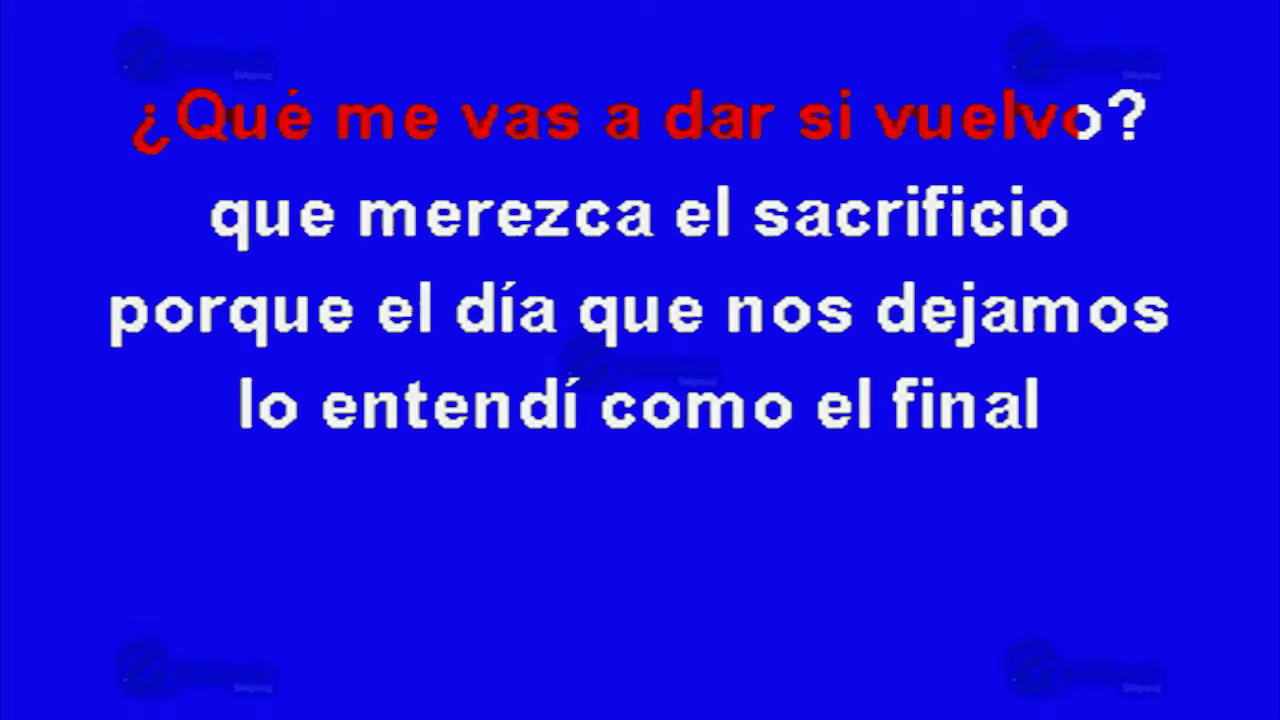 ¿Qué me vas a dar si vuelvo?
que merezca el sacrificio
porque el día que nos dejamos
lo entendí como el final